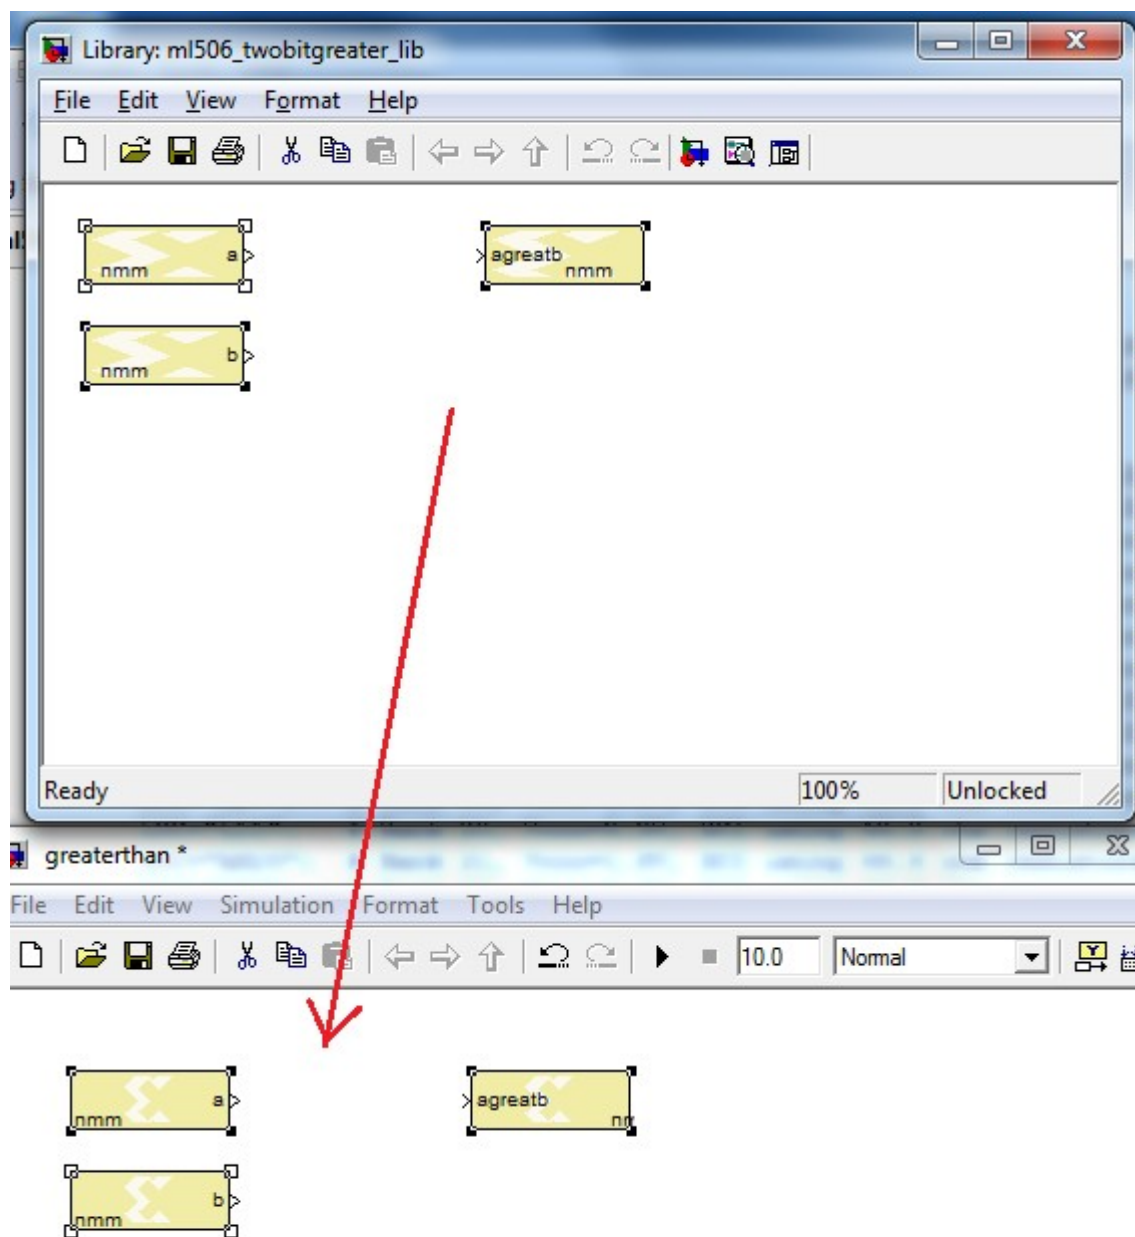 Library: ml506_twobitgreater_lib
File Edit View Format Help
a
nmm
agreatb
nmm
b
nmm
Ready 100% Unlocked
greaterthan *
File Edit View Simulation Format Tools Help
10.0 Normal
a
nmm
agreatb
b
nmm